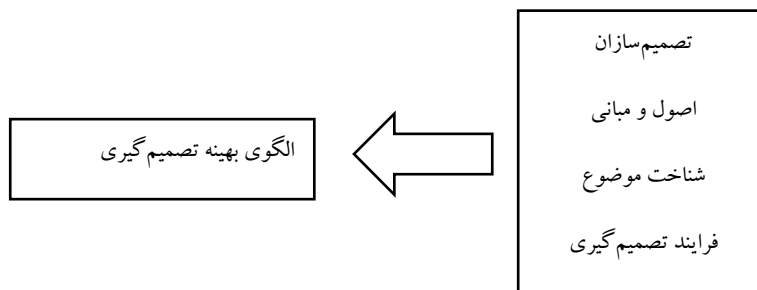 تصمیم‌سازان
اصول و مبانی
شناخت موضوع
فرایند تصمیم‌گیری
الگوی بهینه تصمیم‌گیری